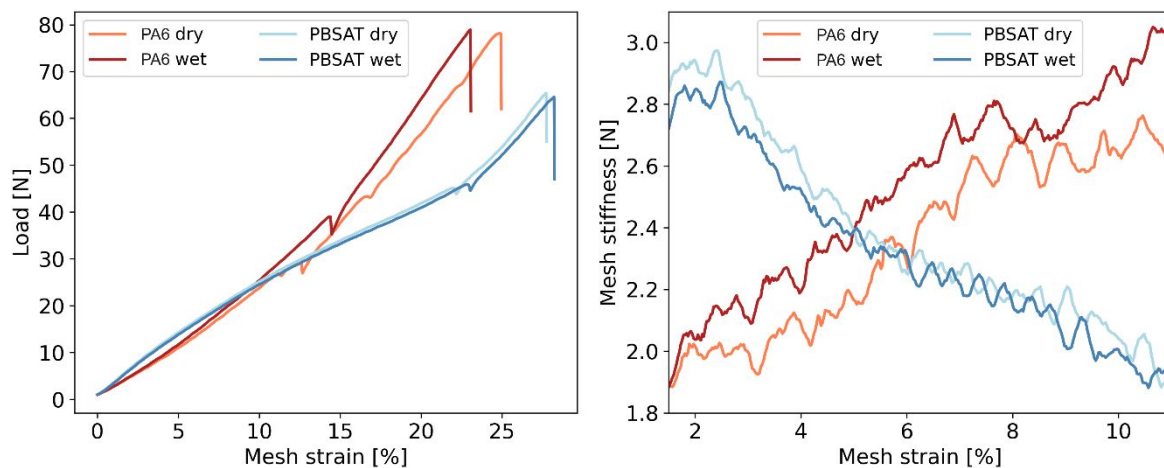 80
70
60
50
40
30
20
10
0
Load [N]
PA6 dry
PA6 wet
PBSAT dry
PBSAT wet
0 5 10 15 20 25
Mesh strain [%]
3.0
2.8
2.6
2.4
2.2
2.0
1.8
Mesh stiffness [N]
PA6 dry
PA6 wet
PBSAT dry
PBSAT wet
2 4 6 8 10
Mesh strain [%]